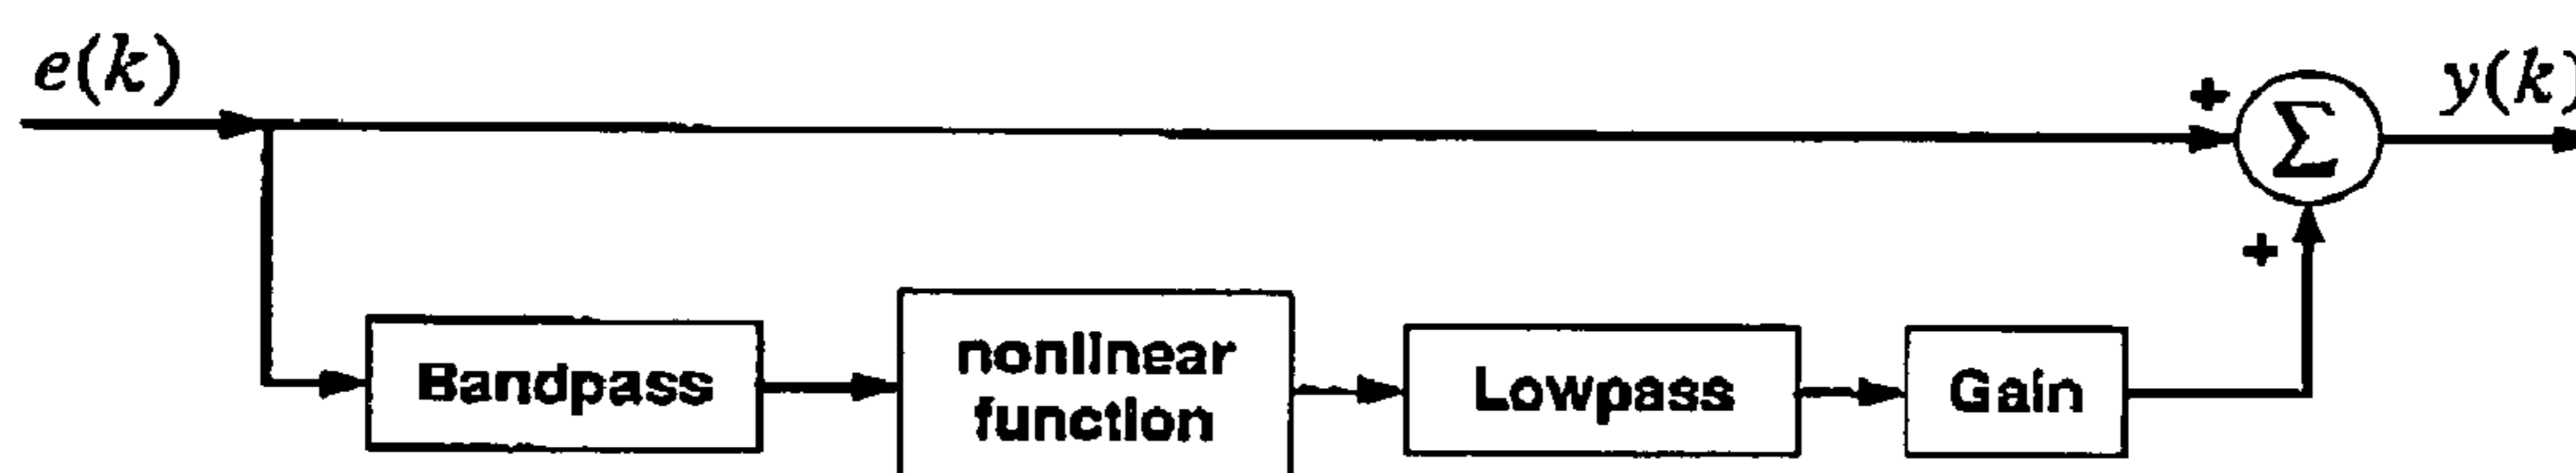 e(k)
+
Σ
y(k)
+
Bandpass
nonlinear
function
Lowpass
Gain